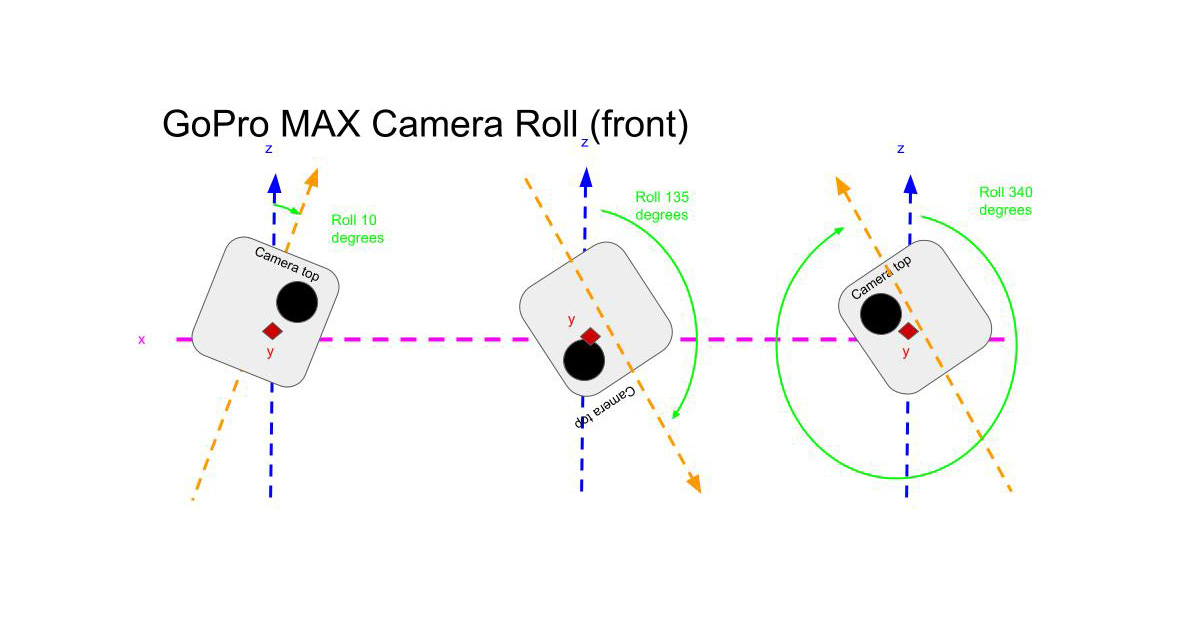 GoPro MAX Camera Roll (front)
z
z
z
Roll 10
degrees
Roll 135
degrees
Roll 340
degrees
Camera top
Camera top
Camera top
x
y
y
y